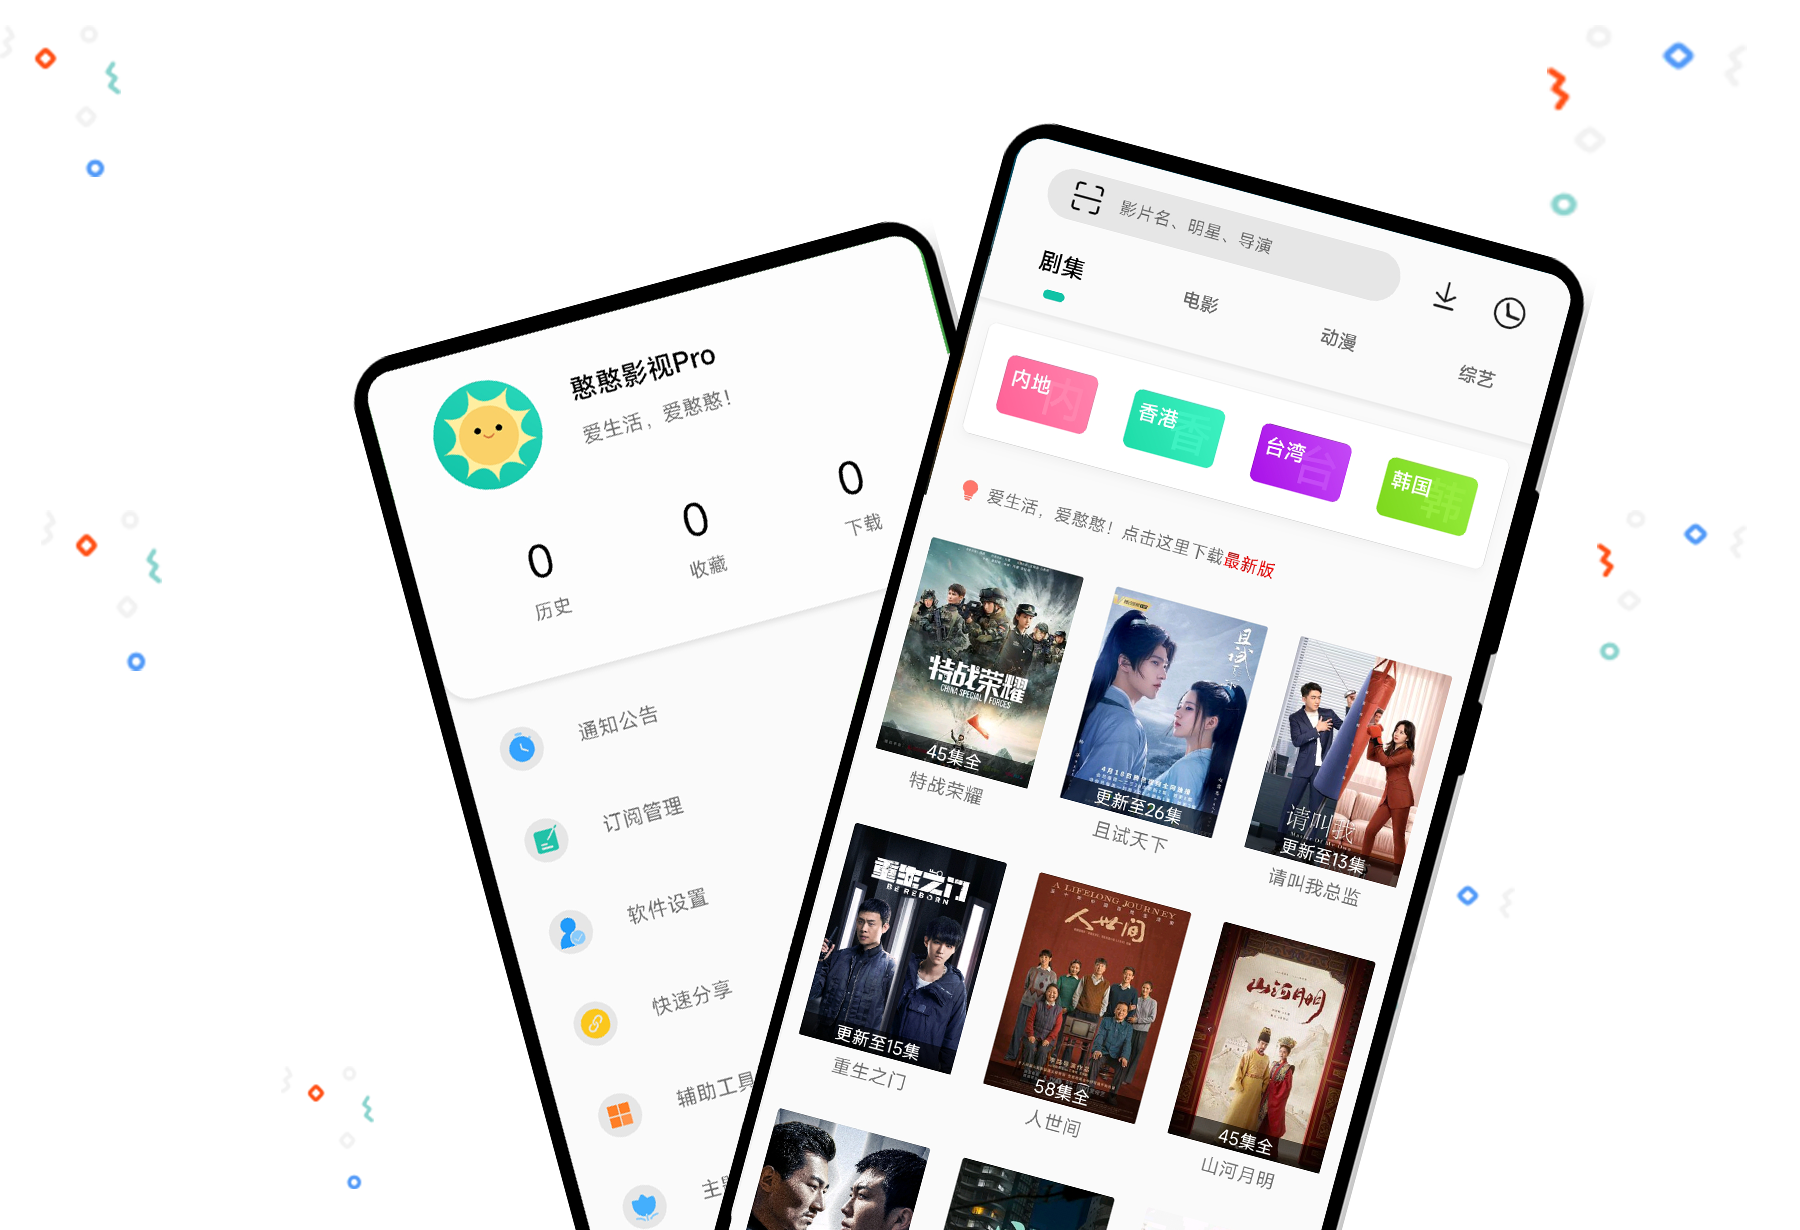 憨憨影视Pro
爱生活，爱憨憨！
0
历史
0
收藏
0
下载
通知公告
订阅管理
软件设置
快速分享
辅助工具
影片名、明星、导演
剧集
电影
动漫
综艺
内地
香港
台湾
韩国
爱生活，爱憨憨！点击这里下载最新版
特战荣耀
CHINA SPECIAL FORCES
45集全
特战荣耀
且试天下
更新至26集
且试天下
请叫我
更新至13集
请叫我总监
重生之门
BE REBORN
更新至15集
重生之门
A LIFELONG JOURNEY
人世间
58集全
人世间
山河月明
45集全
山河月明